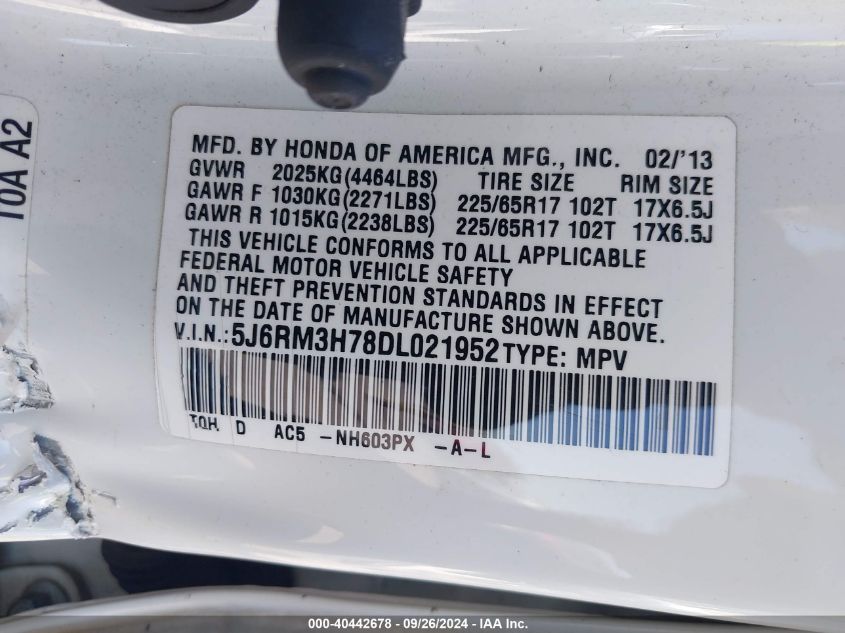 T0A A2
MFD. BY HONDA OF AMERICA MFG., INC. 02/'13
GVWR 2025KG(4464LBS) TIRE SIZE RIM SIZE
GAWR F 1030KG(2271LBS) 225/65R17 102T 17X6.5J
GAWR R 1015KG(2238LBS) 225/65R17 102T 17X6.5J
THIS VEHICLE CONFORMS TO ALL APPLICABLE
FEDERAL MOTOR VEHICLE SAFETY
AND THEFT PREVENTION STANDARDS IN EFFECT
ON THE DATE OF MANUFACTURE SHOWN ABOVE.
V.I.N.:5J6RM3H78DL021952 TYPE: MPV
TQH D AC5 -NH603PX -A-L
000-40442678 - 09/26/2024 - IAA Inc.